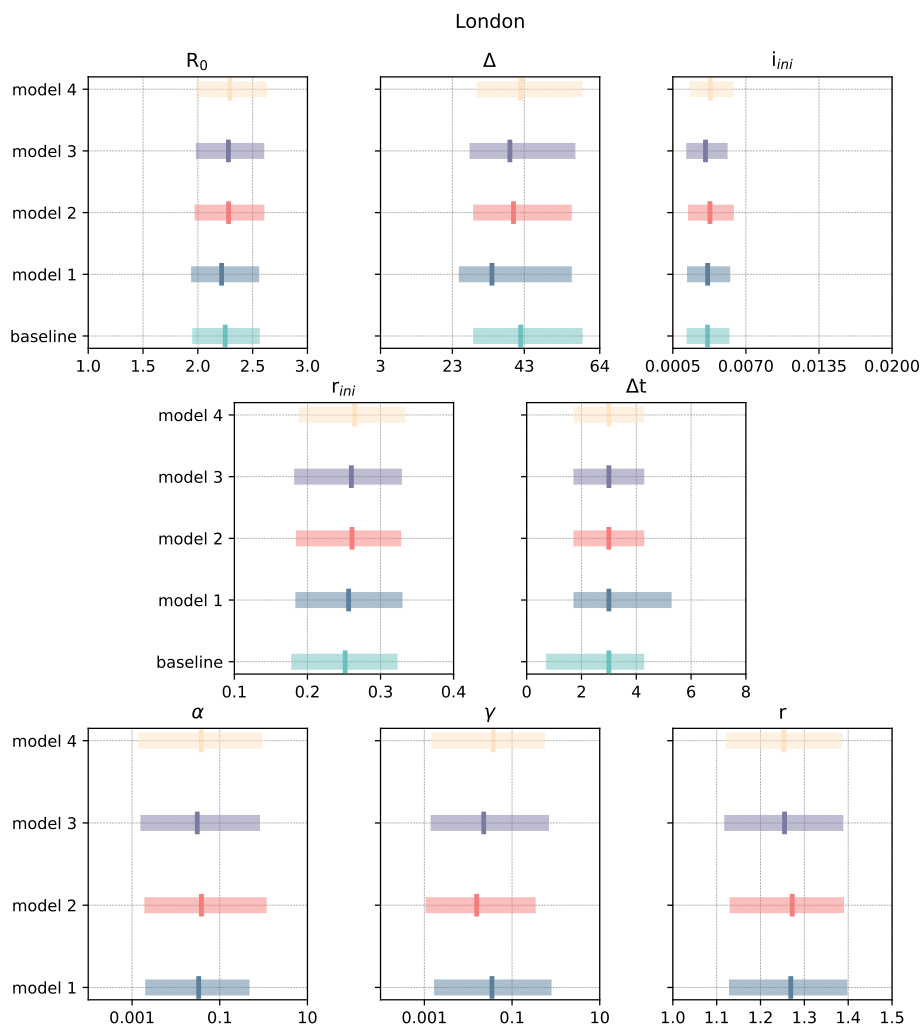 London
R0 Δ iini
model 4
model 3
model 2
model 1
baseline
1.0 1.5 2.0 2.5 3.0 3 23 43 64 0.0005 0.0070 0.0135 0.0200
rini Δt
model 4
model 3
model 2
model 1
baseline
0.1 0.2 0.3 0.4 0 2 4 6 8
α γ r
model 4
model 3
model 2
model 1
0.001 0.1 10 0.001 0.1 10 1.0 1.1 1.2 1.3 1.4 1.5